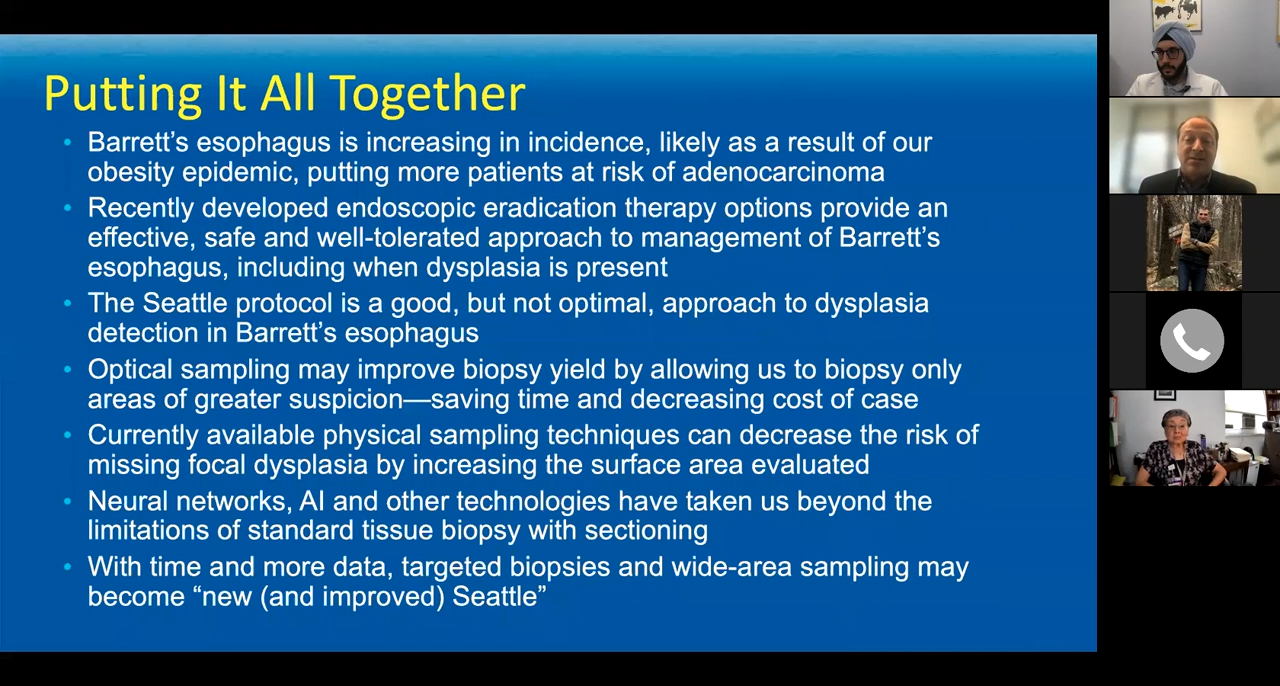 Putting It All Together
• Barrett’s esophagus is increasing in incidence, likely as a result of our
obesity epidemic, putting more patients at risk of adenocarcinoma
• Recently developed endoscopic eradication therapy options provide an
effective, safe and well-tolerated approach to management of Barrett’s
esophagus, including when dysplasia is present
• The Seattle protocol is a good, but not optimal, approach to dysplasia
detection in Barrett’s esophagus
• Optical sampling may improve biopsy yield by allowing us to biopsy only
areas of greater suspicion—saving time and decreasing cost of case
• Currently available physical sampling techniques can decrease the risk of
missing focal dysplasia by increasing the surface area evaluated
• Neural networks, AI and other technologies have taken us beyond the
limitations of standard tissue biopsy with sectioning
• With time and more data, targeted biopsies and wide-area sampling may
become “new (and improved) Seattle”